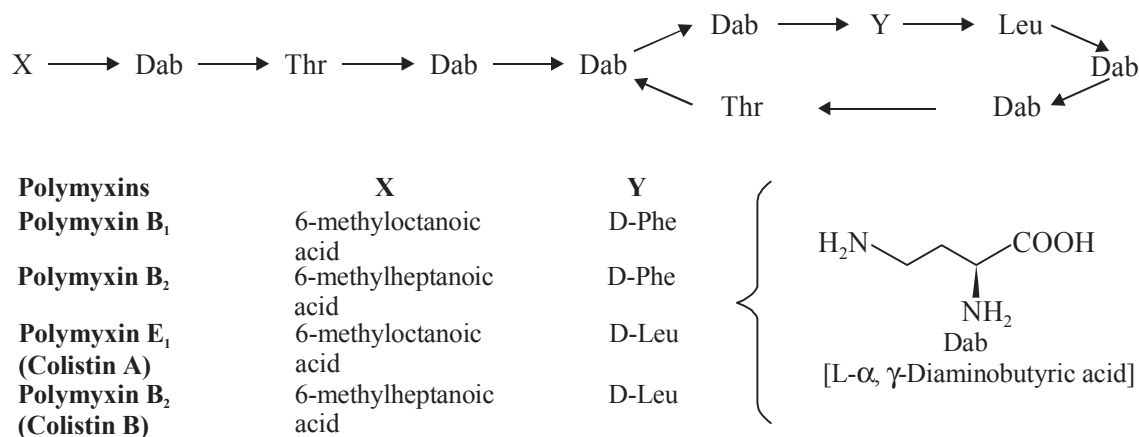 Dab Y Leu
X Dab Thr Dab Dab Dab
Thr Dab
Polymyxins X Y
Polymyxin B₁ 6-methyloctanoic acid D-Phe
Polymyxin B₂ 6-methylheptanoic acid D-Phe
Polymyxin E₁ (Colistin A) 6-methyloctanoic acid D-Leu
Polymyxin B₂ (Colistin B) 6-methylheptanoic acid D-Leu
H₂N COOH
NH₂
Dab
[L-α, γ-Diaminobutyric acid]